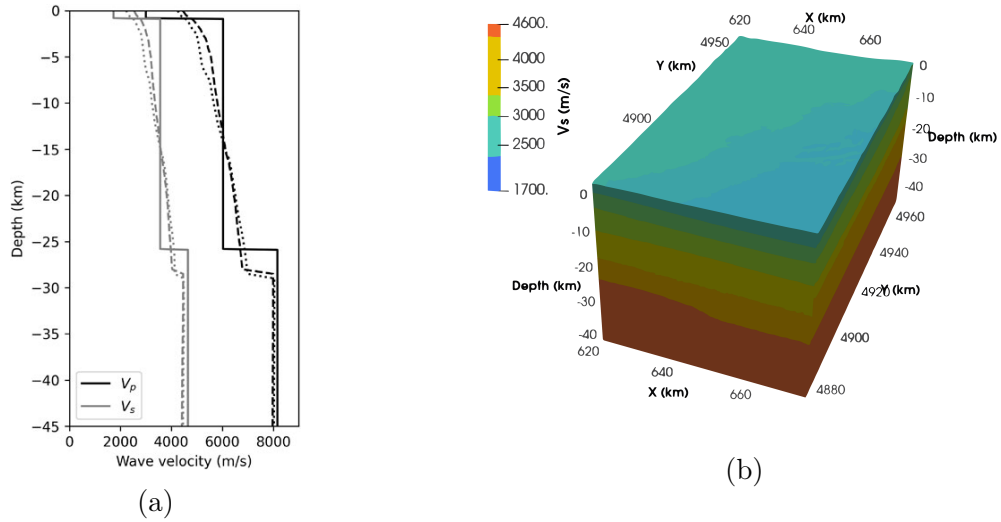 0
−5
−10
−15
−20
−25
−30
−35
−40
−45
Depth (km)
Vp
Vs
0 2000 4000 6000 8000
Wave velocity (m/s)
(a)
4600.
4000
3500
3000
2500
1700.
Vs (m/s)
X (km)
620
640
660
4950
Y (km)
4900
0
-10
-20
Depth (km)
-30
-40
4960
4940
4920
Y (km)
4900
4880
0
-10
-20
Depth (km)
-30
-40
620
640
X (km)
660
(b)